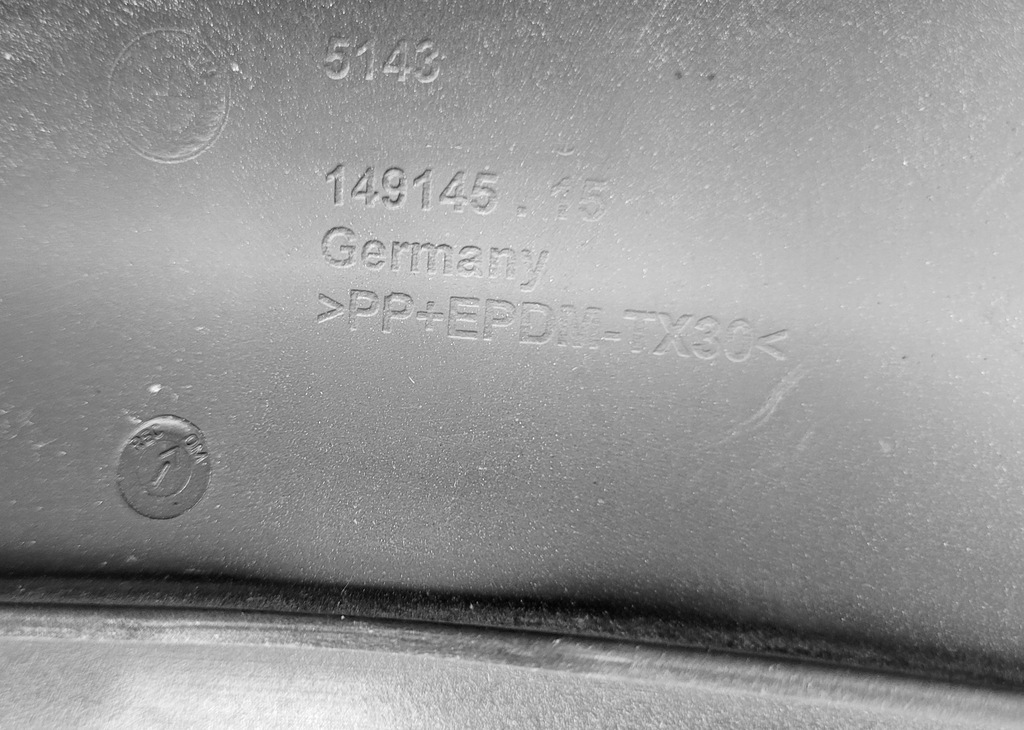 5143
149145 . 15
Germany
>PP+EPDM-TX30<